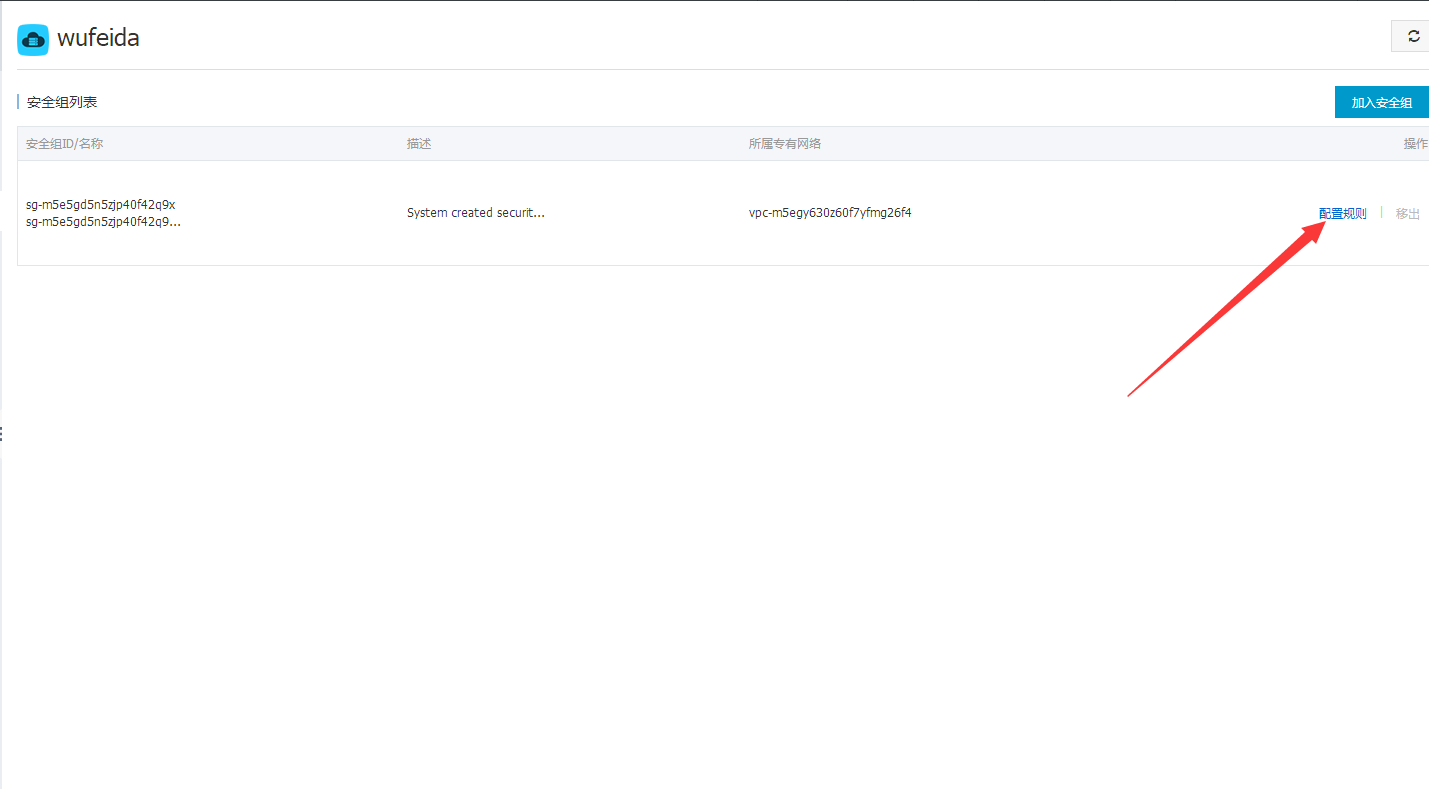 wufeida
安全组列表
加入安全组
安全组ID/名称 描述 所属专有网络 操作
sg-m5e5gd5n5zjp40f42q9x
sg-m5e5gd5n5zjp40f42q9...
System created securit...
vpc-m5egy630z60f7yfmg26f4
配置规则 移出